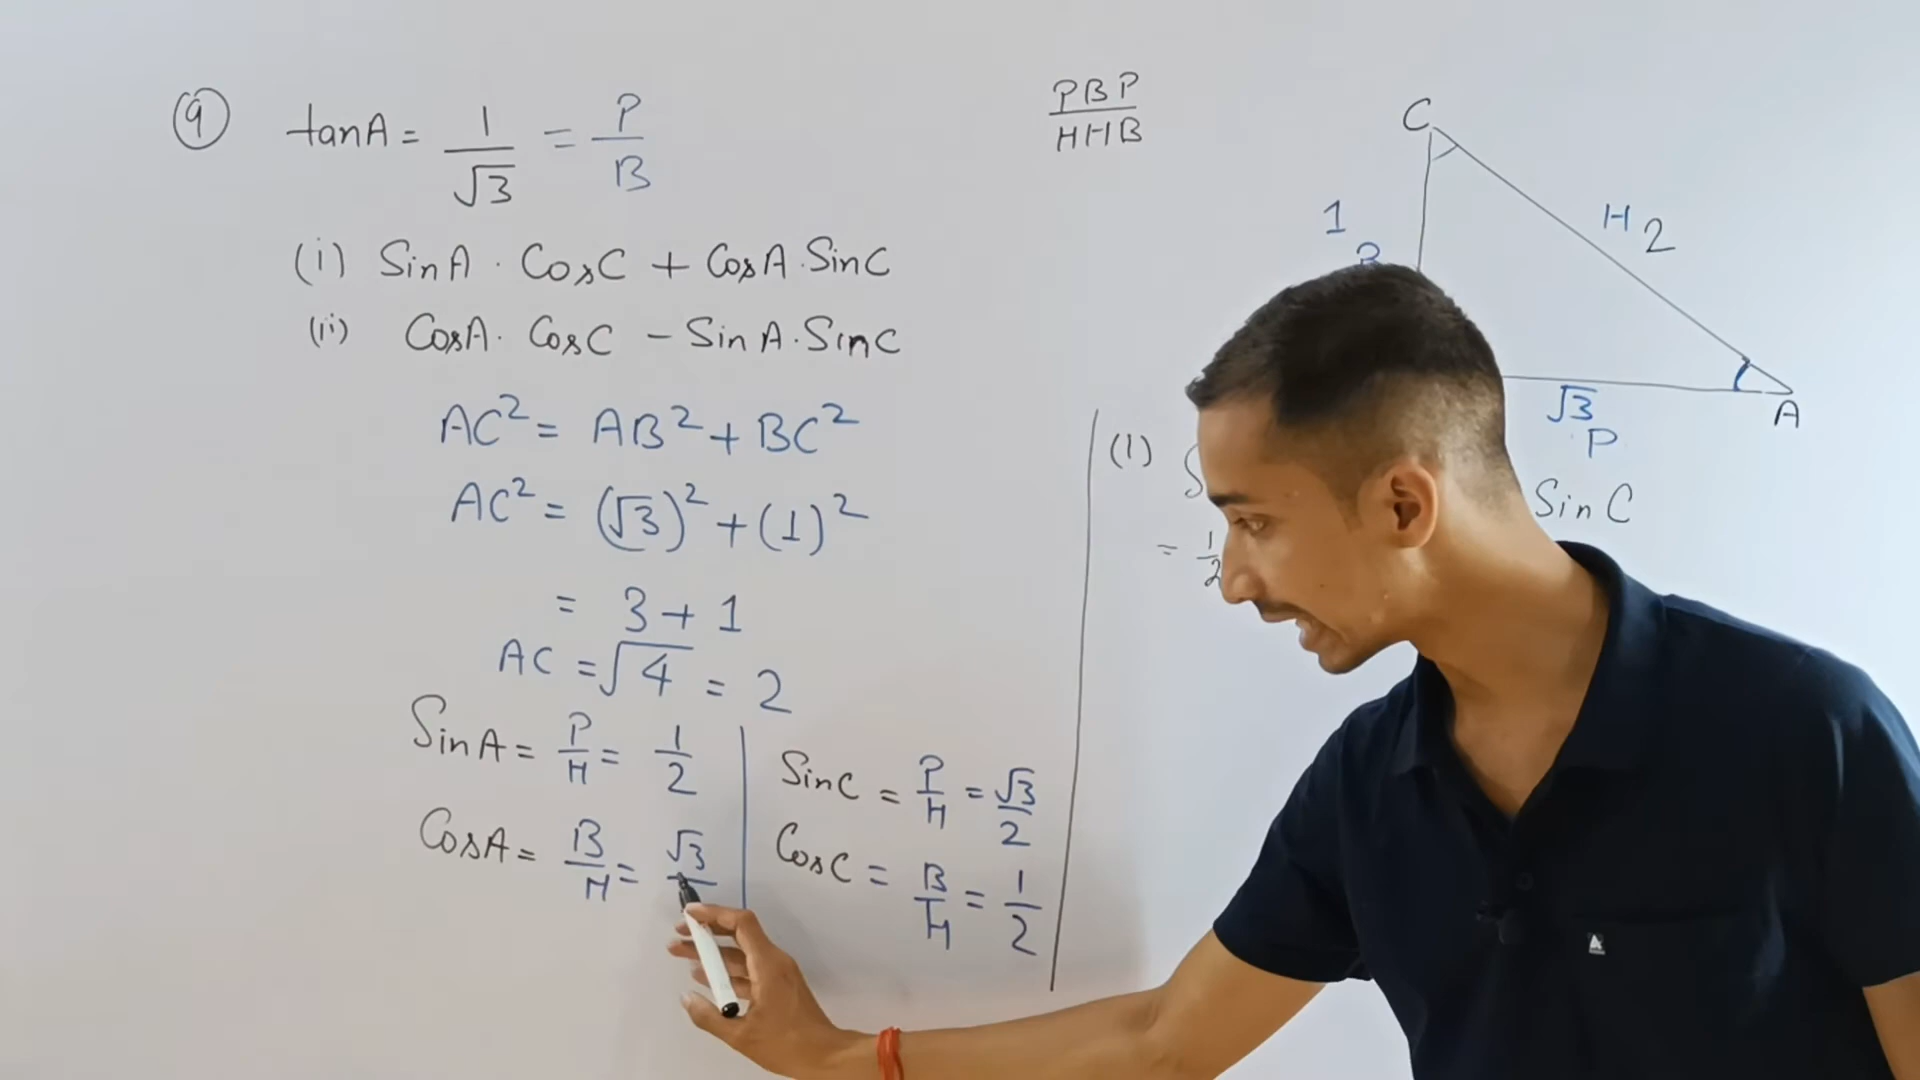 9 tanA = 1/√3 = P/B
(i) SinA · CosC + CosA · SinC
(ii) CosA · CosC - SinA · SinC
AC² = AB² + BC²
AC² = (√3)² + (1)²
= 3 + 1
AC = √4 = 2
SinA = P/H = 1/2
CosA = B/H = √3
SinC = P/H = √3/2
CosC = B/H = 1/2
PBP
HHB
C
1
H 2
√3
P
A
(1)
Sin C
= 1/2